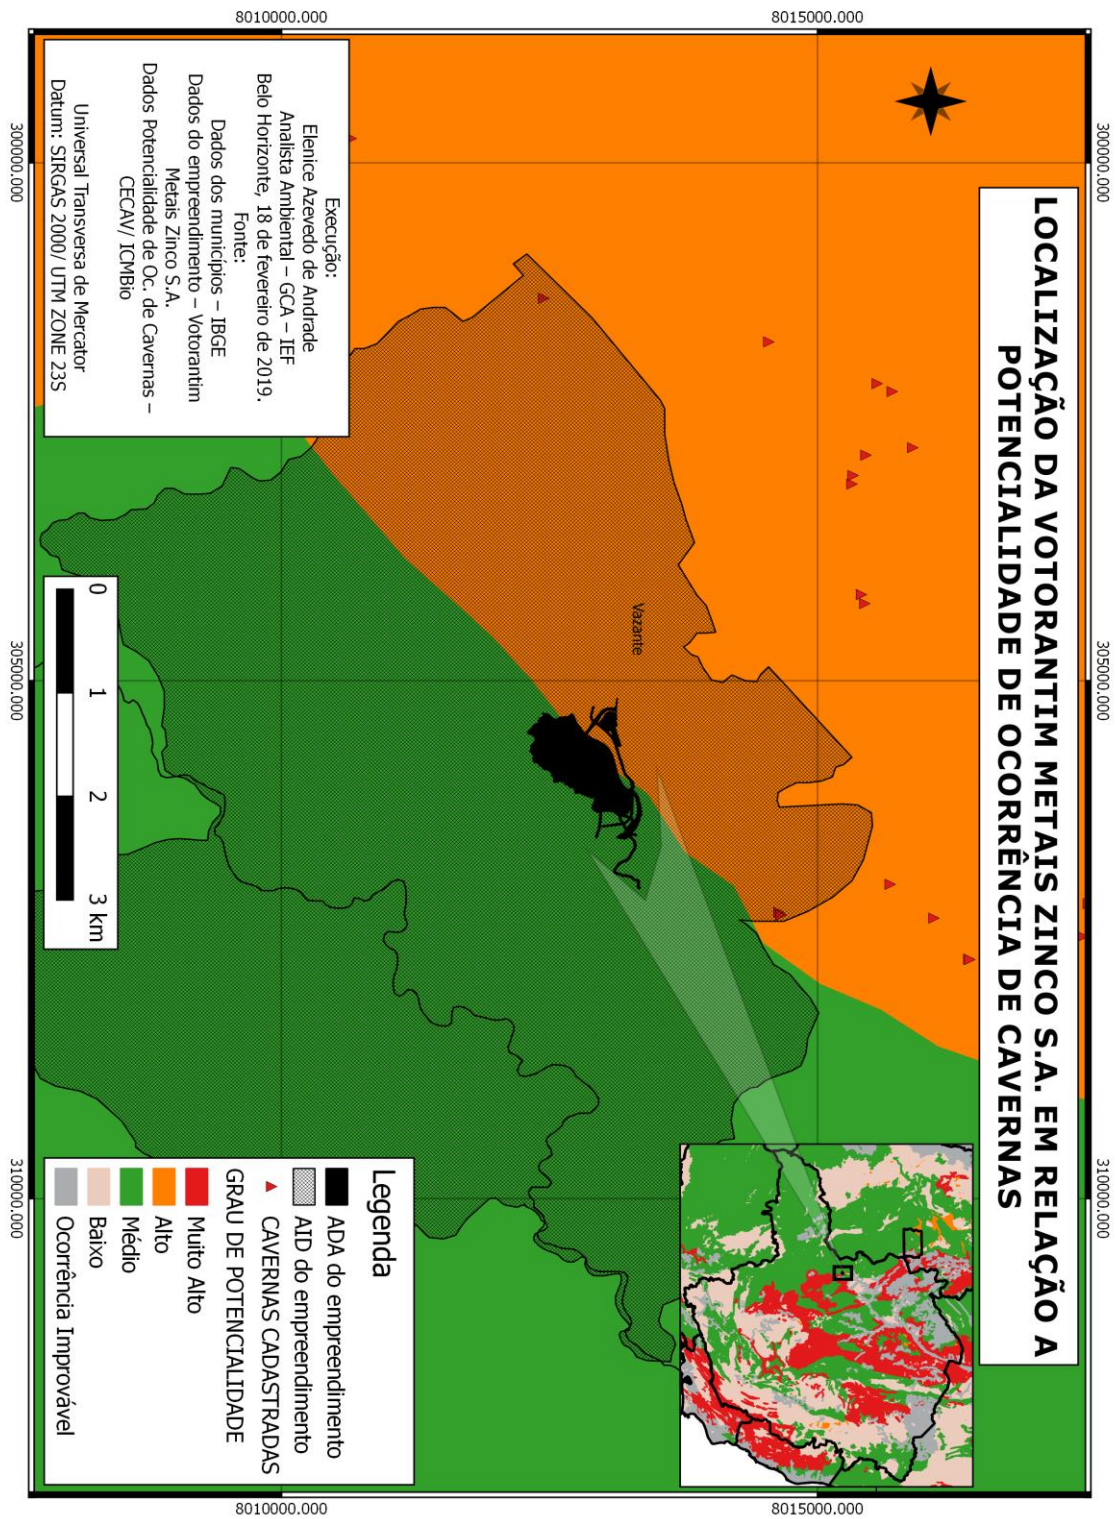 LOCALIZAÇÃO DA VOTORANTIM METAIS ZINCO S.A. EM RELAÇÃO A
POTENCIALIDADE DE OCORRÊNCIA DE CAVERNAS
300000.000
305000.000
310000.000
8015000.000
8015000.000
8010000.000
8010000.000
Vazante
Execução:
Elenice Azevedo de Andrade
Analista Ambiental – GCA – IEF
Belo Horizonte, 18 de fevereiro de 2019.
Fonte:
Dados dos municípios – IBGE
Dados do empreendimento – Votorantim
Metais Zinco S.A.
Dados Potencialidade de Oc. de Cavernas –
CECAV/ ICMBio
Universal Transversa de Mercator
Datum: SIRGAS 2000/ UTM ZONE 23S
0 1 2 3 km
Legenda
ADA do empreendimento
AID do empreendimento
CAVERNAS CADASTRADAS
GRAU DE POTENCIALIDADE
Muito Alto
Alto
Médio
Baixo
Ocorrência Improvável
300000.000
305000.000
310000.000